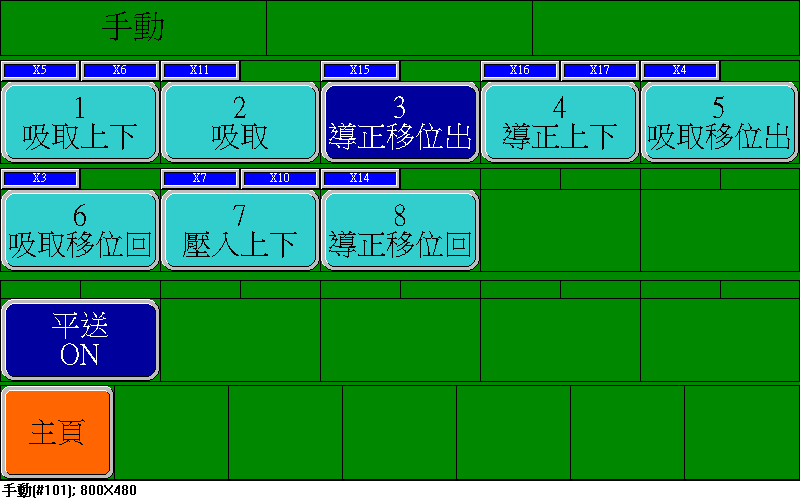 手動
X5 X6 X11 X15 X16 X17 X4
1 2 3 4 5
吸取上下 吸取 導正移位出 導正上下 吸取移位出
X3 X7 X10 X14
6 7 8
吸取移位回 壓入上下 導正移位回
平送
ON
主頁
手動(#101); 800X480